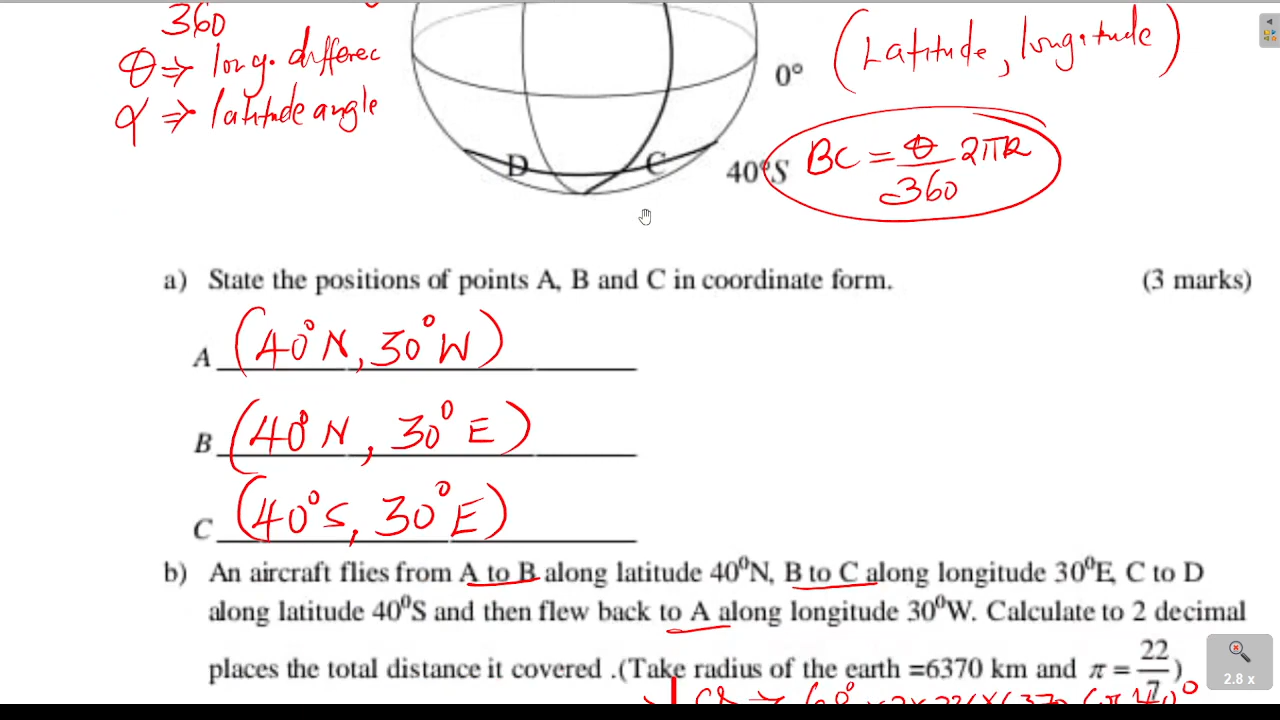 360
θ ⇒ long. differec
α ⇒ latitude angle
(Latitude, longitude)
0°
D C
40°S
BC = θ/360 2πR
a) State the positions of points A, B and C in coordinate form. (3 marks)
A (40°N, 30°W)
B (40°N, 30°E)
C (40°S, 30°E)
b) An aircraft flies from A to B along latitude 40⁰N, B to C along longitude 30⁰E, C to D
along latitude 40⁰S and then flew back to A along longitude 30⁰W. Calculate to 2 decimal
places the total distance it covered .(Take radius of the earth =6370 km and π = 22/7)
2.8 x